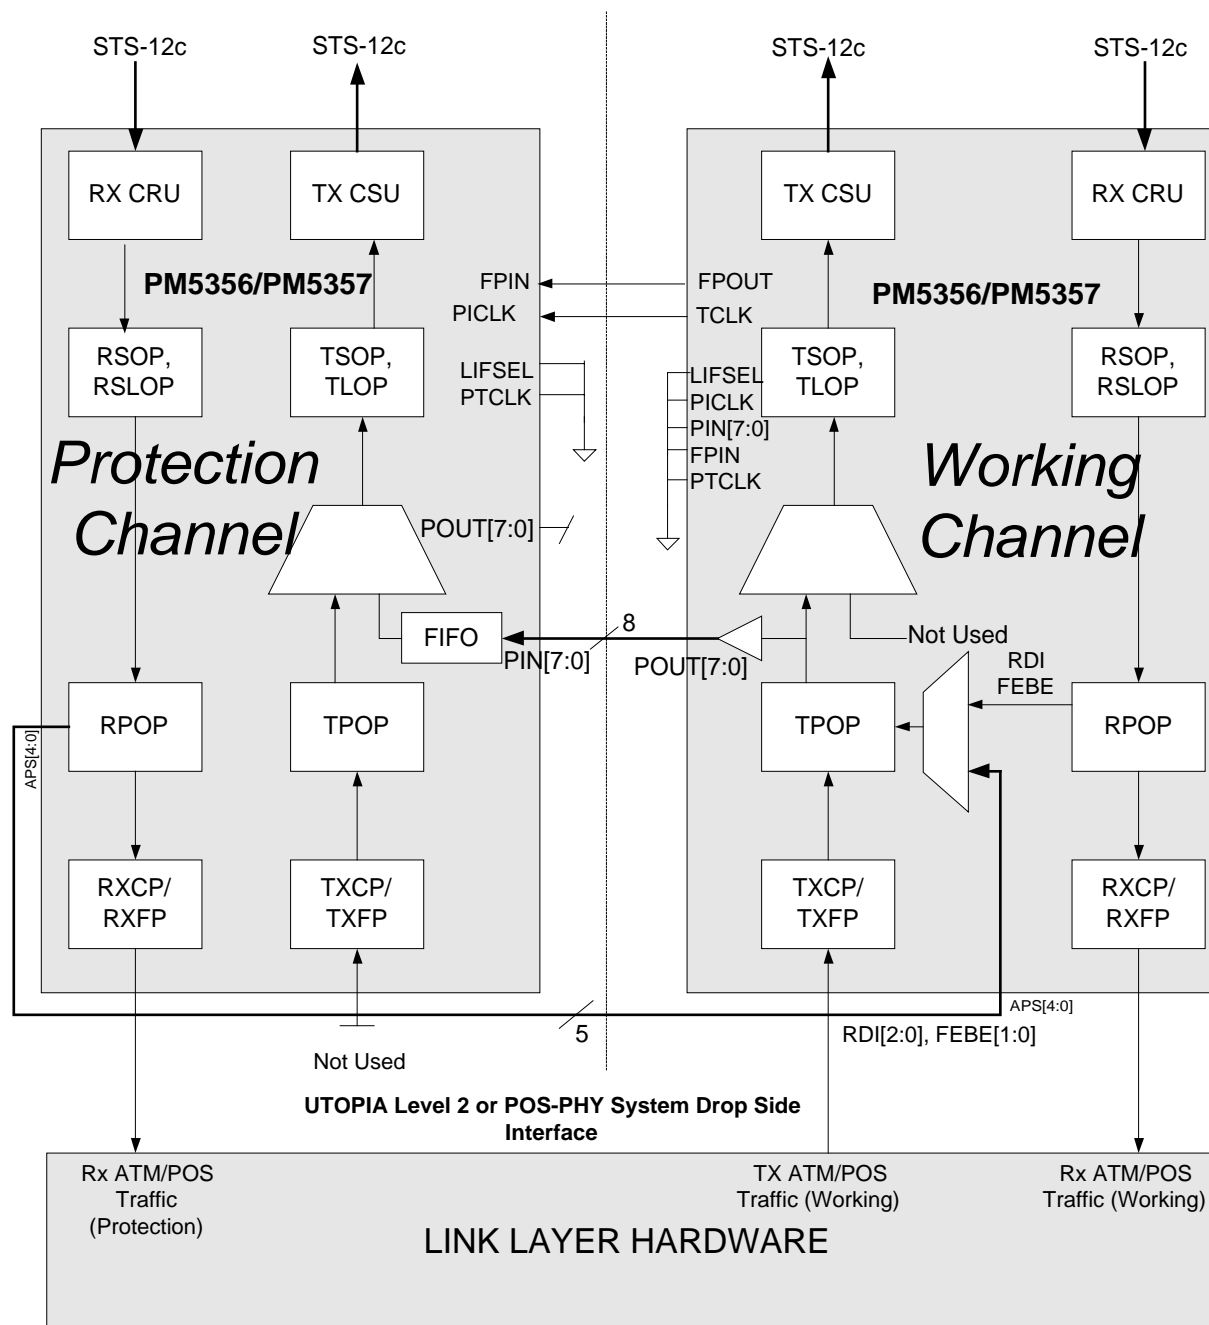 STS-12c
STS-12c
STS-12c
STS-12c
RX CRU
TX CSU
TX CSU
RX CRU
PM5356/PM5357
FPIN
FPOUT
PM5356/PM5357
PICLK
TCLK
RSOP,
RSLOP
TSOP,
TLOP
LIFSEL
PTCLK
LIFSEL
PICLK
PIN[7:0]
FPIN
PTCLK
TSOP,
TLOP
RSOP,
RSLOP
Protection
Channel
Working
Channel
POUT[7:0]
FIFO
PIN[7:0]
8
POUT[7:0]
Not Used
RDI
FEBE
RPOP
TPOP
TPOP
RPOP
APS[4:0]
RXCP/
RXFP
TXCP/
TXFP
TXCP/
TXFP
RXCP/
RXFP
APS[4:0]
5
RDI[2:0], FEBE[1:0]
Not Used
UTOPIA Level 2 or POS-PHY System Drop Side
Interface
Rx ATM/POS
Traffic
(Protection)
TX ATM/POS
Traffic (Working)
Rx ATM/POS
Traffic (Working)
LINK LAYER HARDWARE